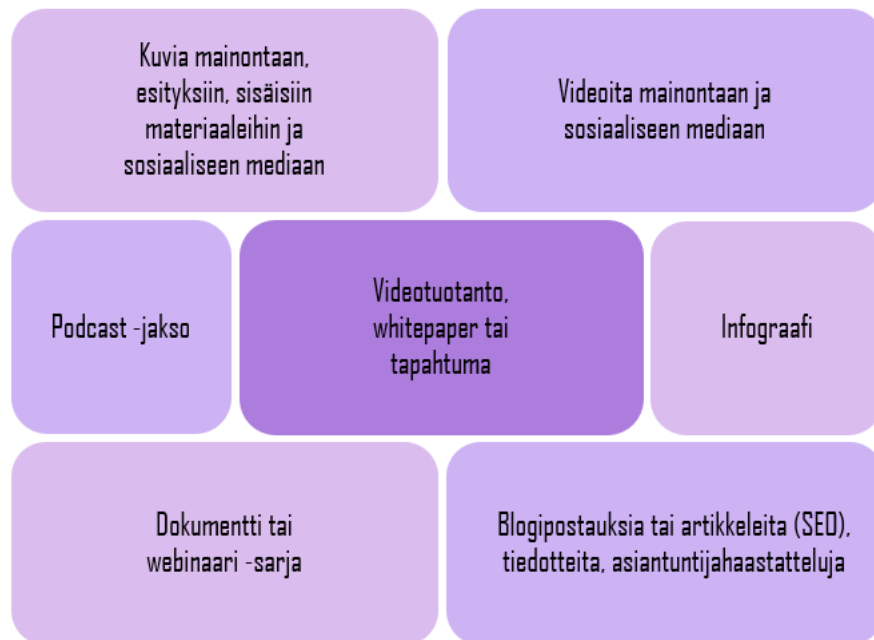 Kuvia mainontaan,
esityksiin, sisäisiin
materiaaleihin ja
sosiaaliseen mediaan
Videoita mainontaan ja
sosiaaliseen mediaan
Podcast -jakso
Videotuotanto,
whitepaper tai
tapahtuma
Infograafi
Dokumentti tai
webinaari -sarja
Blogipostauksia tai artikkeleita (SEO),
tiedotteita, asiantuntijahaastatteluja